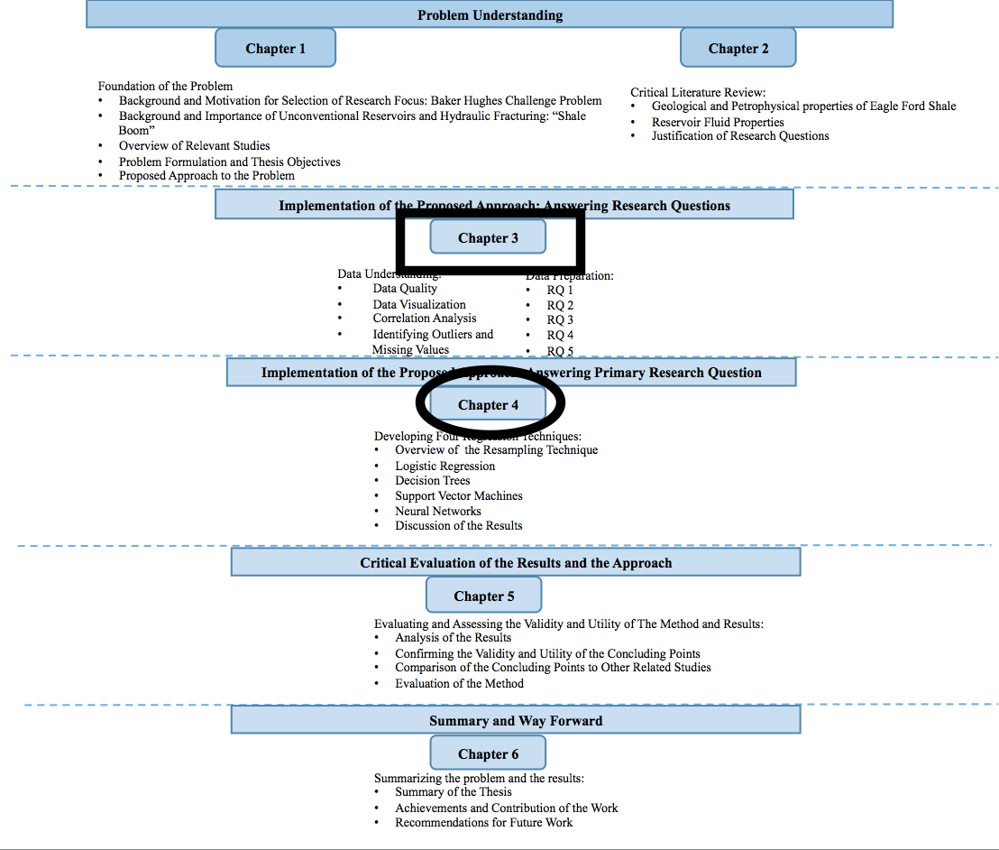 Problem Understanding
Chapter 1
Chapter 2
Foundation of the Problem
• Background and Motivation for Selection of Research Focus: Baker Hughes Challenge Problem
• Background and Importance of Unconventional Reservoirs and Hydraulic Fracturing: “Shale
Boom”
• Overview of Relevant Studies
• Problem Formulation and Thesis Objectives
• Proposed Approach to the Problem
Critical Literature Review:
• Geological and Petrophysical properties of Eagle Ford Shale
• Reservoir Fluid Properties
• Justification of Research Questions
Implementation of the Proposed Approach: Answering Research Questions
Chapter 3
Data Understanding:
• Data Quality
• Data Visualization
• Correlation Analysis
• Identifying Outliers and
Missing Values
Data Preparation:
• RQ 1
• RQ 2
• RQ 3
• RQ 4
• RQ 5
Implementation of the Proposed Approach: Answering Primary Research Question
Chapter 4
Developing Four Regression Techniques:
• Overview of the Resampling Technique
• Logistic Regression
• Decision Trees
• Support Vector Machines
• Neural Networks
• Discussion of the Results
Critical Evaluation of the Results and the Approach
Chapter 5
Evaluating and Assessing the Validity and Utility of The Method and Results:
• Analysis of the Results
• Confirming the Validity and Utility of the Concluding Points
• Comparison of the Concluding Points to Other Related Studies
• Evaluation of the Method
Summary and Way Forward
Chapter 6
Summarizing the problem and the results:
• Summary of the Thesis
• Achievements and Contribution of the Work
• Recommendations for Future Work